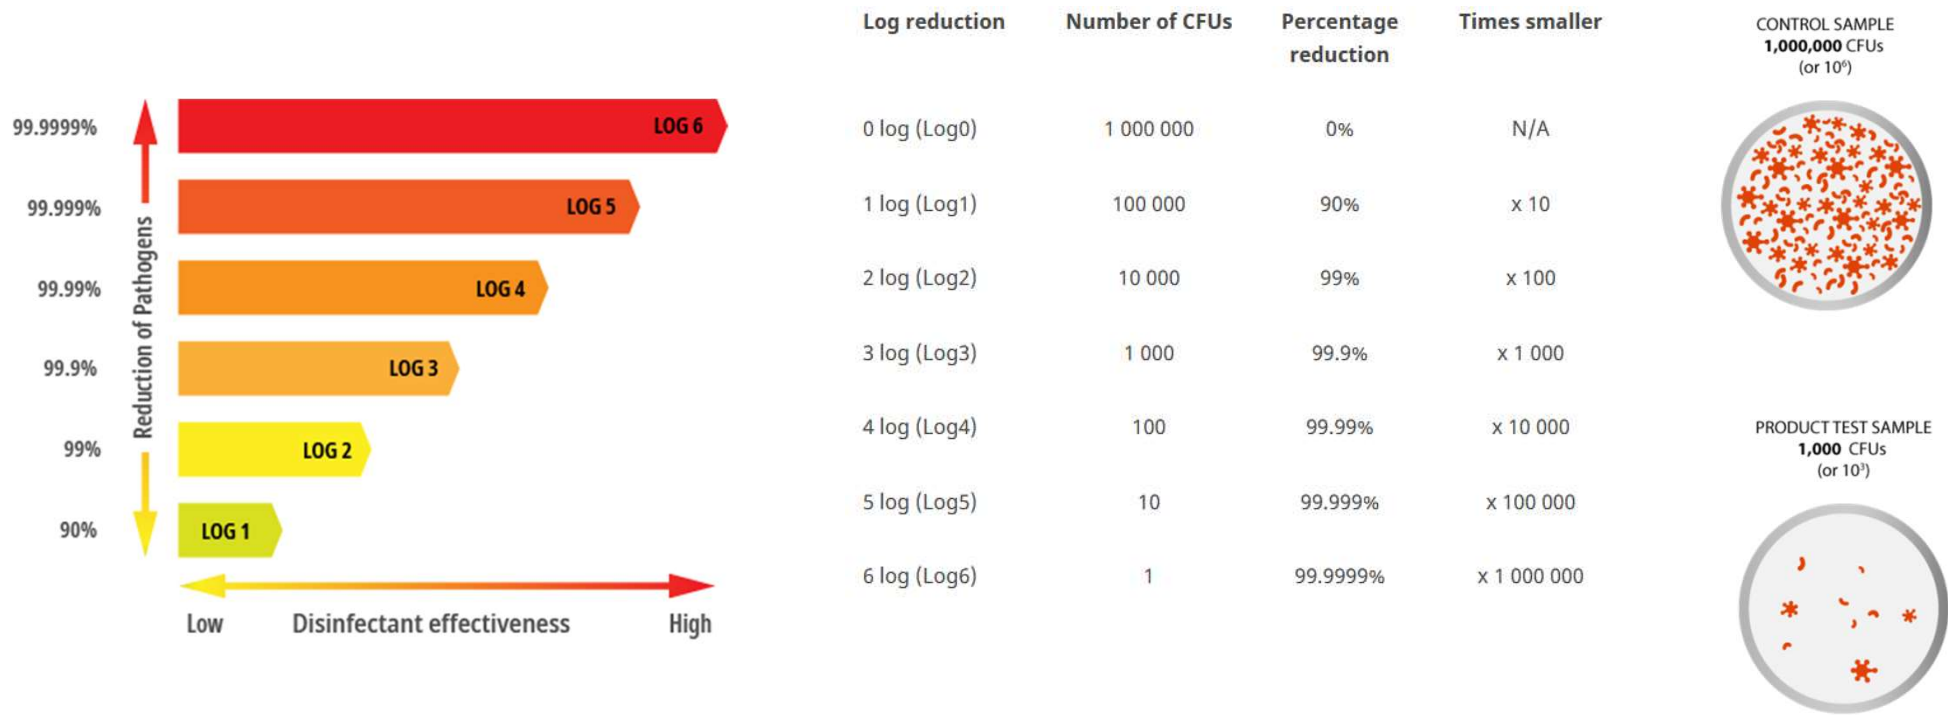 99.9999%
99.999%
99.99%
99.9%
99%
90%
Reduction of Pathogens
LOG 6
LOG 5
LOG 4
LOG 3
LOG 2
LOG 1
Low Disinfectant effectiveness High
Log reduction Number of CFUs Percentage reduction Times smaller
0 log (Log0) 1 000 000 0% N/A
1 log (Log1) 100 000 90% x 10
2 log (Log2) 10 000 99% x 100
3 log (Log3) 1 000 99.9% x 1 000
4 log (Log4) 100 99.99% x 10 000
5 log (Log5) 10 99.999% x 100 000
6 log (Log6) 1 99.9999% x 1 000 000
CONTROL SAMPLE
1,000,000 CFUs
(or 10⁶)
PRODUCT TEST SAMPLE
1,000 CFUs
(or 10³)